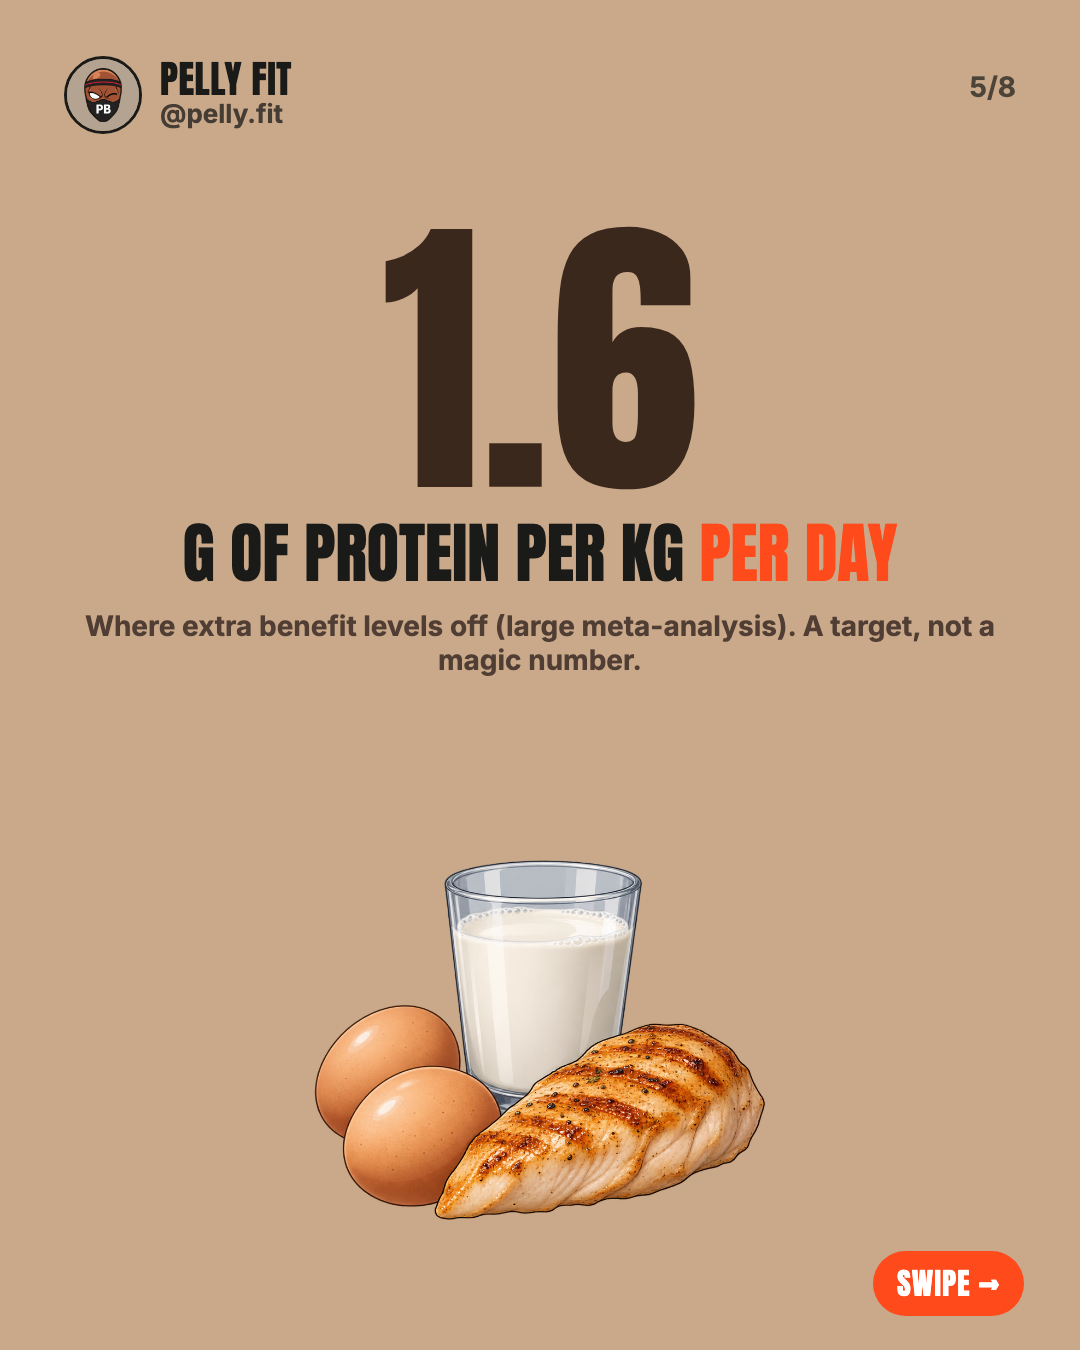 PELLY FIT
@pelly.fit
5/8
PB
1.6
G OF PROTEIN PER KG PER DAY
Where extra benefit levels off (large meta-analysis). A target, not a
magic number.
SWIPE →